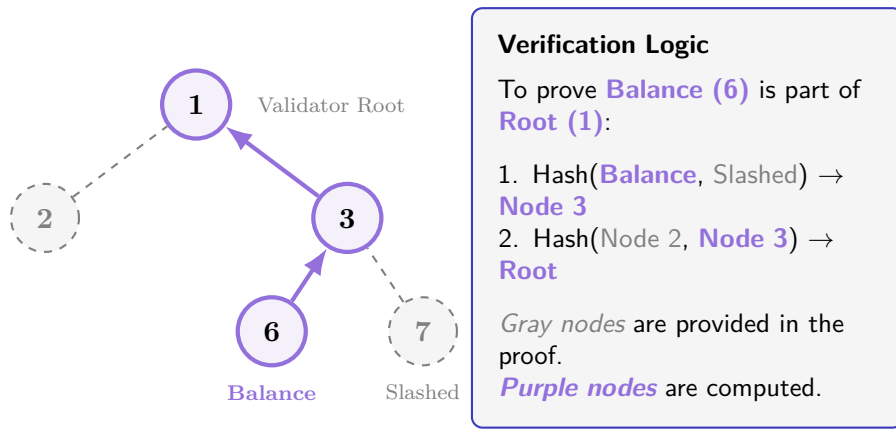 1
Validator Root
2
3
6
7
Balance
Slashed
Verification Logic
To prove Balance (6) is part of
Root (1):
1. Hash(Balance, Slashed) →
Node 3
2. Hash(Node 2, Node 3) →
Root
Gray nodes are provided in the
proof.
Purple nodes are computed.